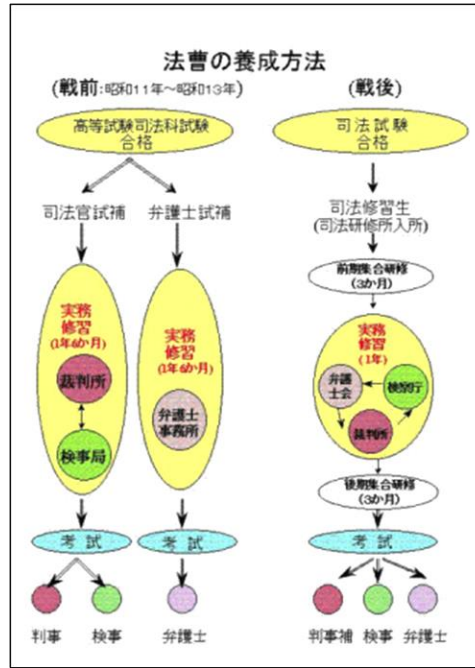 法曹の養成方法
(戦前:昭和11年～昭和13年)
高等試験司法科試験
合格
司法官試補
弁護士試補
実務
修習
(1年6か月)
裁判所
検事局
実務
修習
(1年6か月)
弁護士
事務所
考試
考試
判事
検事
弁護士
(戦後)
司法試験
合格
司法修習生
(司法研修所入所)
前期集合研修
(3か月)
実務
修習
(1年)
弁護
士会
検察庁
裁判所
後期集合研修
(3か月)
考試
判事補
検事
弁護士